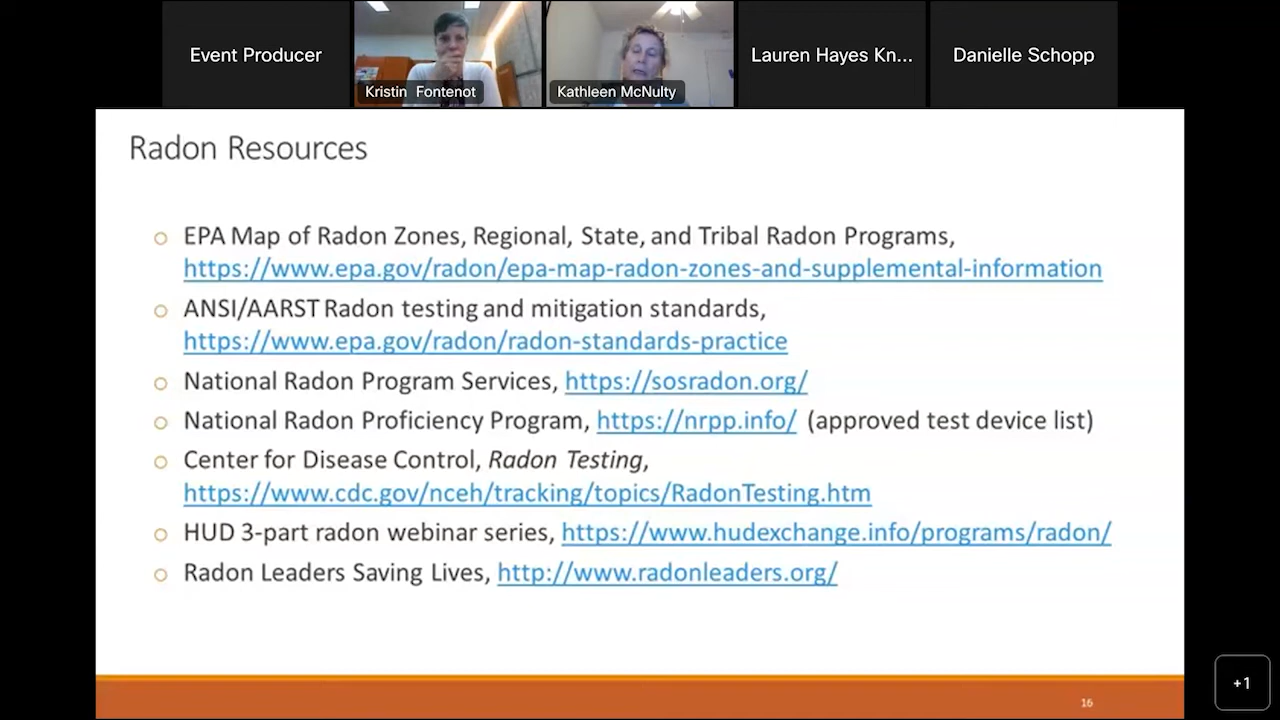 Event Producer
Kristin Fontenot
Kathleen McNulty
Lauren Hayes Kn...
Danielle Schopp
Radon Resources
EPA Map of Radon Zones, Regional, State, and Tribal Radon Programs,
https://www.epa.gov/radon/epa-map-radon-zones-and-supplemental-information
ANSI/AARST Radon testing and mitigation standards,
https://www.epa.gov/radon/radon-standards-practice
National Radon Program Services, https://sosradon.org/
National Radon Proficiency Program, https://nrpp.info/ (approved test device list)
Center for Disease Control, Radon Testing,
https://www.cdc.gov/nceh/tracking/topics/RadonTesting.htm
HUD 3-part radon webinar series, https://www.hudexchange.info/programs/radon/
Radon Leaders Saving Lives, http://www.radonleaders.org/
16
+1